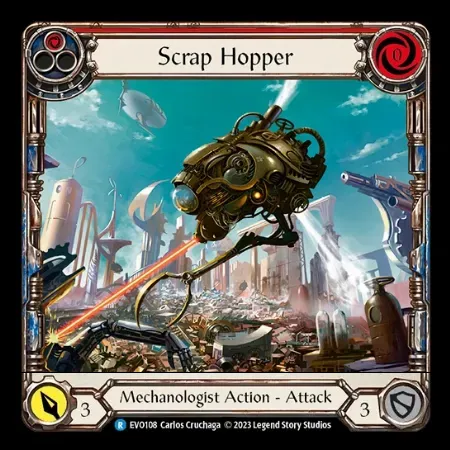 Scrap Hopper
0
3
Mechanologist Action - Attack
3
R EVO108 Carlos Cruchaga © 2023 Legend Story Studios